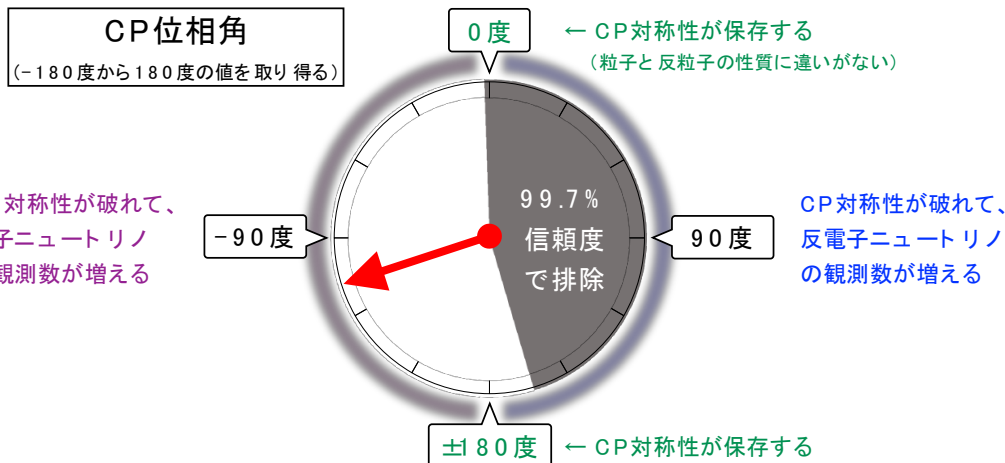 CP位相角
(-180度から180度の値を取り得る)
0度
← CP対称性が保存する
(粒子と反粒子の性質に違いがない)
対称性が破れて、
子ニュートリノ
観測数が増える
-90度
99.7%
信頼度
で排除
90度
CP対称性が破れて、
反電子ニュートリノ
の観測数が増える
±180度
← CP対称性が保存する